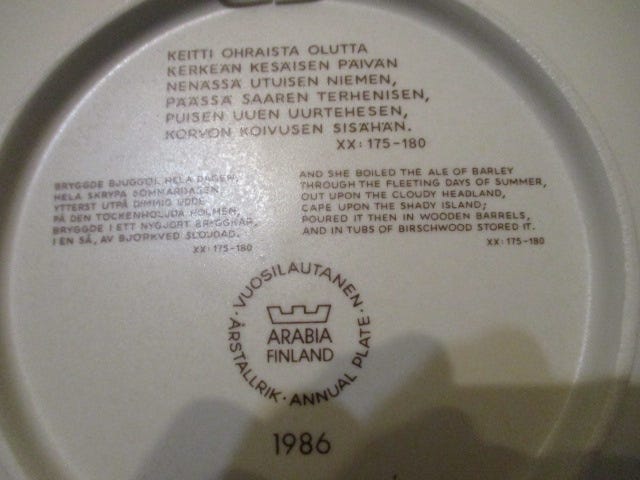 KEITTI OHRAISTA OLUTTA
KERKEÄN KESÄISEN PÄIVÄN
NENÄSSÄ UTUISEN NIEMEN,
PÄÄSSÄ SAAREN TERHENISEN,
PUISEN UUEN UURTEHESEN,
KORVON KOIVUSEN SISÄHÄN.
XX: 175-180
BRYGGDE BJUGGÖL HELA DAGEN,
HELA SKRYPA SOMMARDAGEN
YTTERST UTPÅ DIMMIG UDDE
PÅ DEN TÖCKENHÖLJDA HOLMEN,
BRYGGDE I ETT NYGJORT BRYGGKAR,
I EN SÅ, AV BJÖRKVED SLÖJDAD.
XX: 175-180
AND SHE BOILED THE ALE OF BARLEY
THROUGH THE FLEETING DAYS OF SUMMER,
OUT UPON THE CLOUDY HEADLAND,
CAPE UPON THE SHADY ISLAND;
POURED IT THEN IN WOODEN BARRELS,
AND IN TUBS OF BIRSCHWOOD STORED IT.
XX: 175-180
· VUOSILAUTANEN ·
ARABIA
FINLAND
ÅRSTALLRIK · ANNUAL PLATE ·
1986